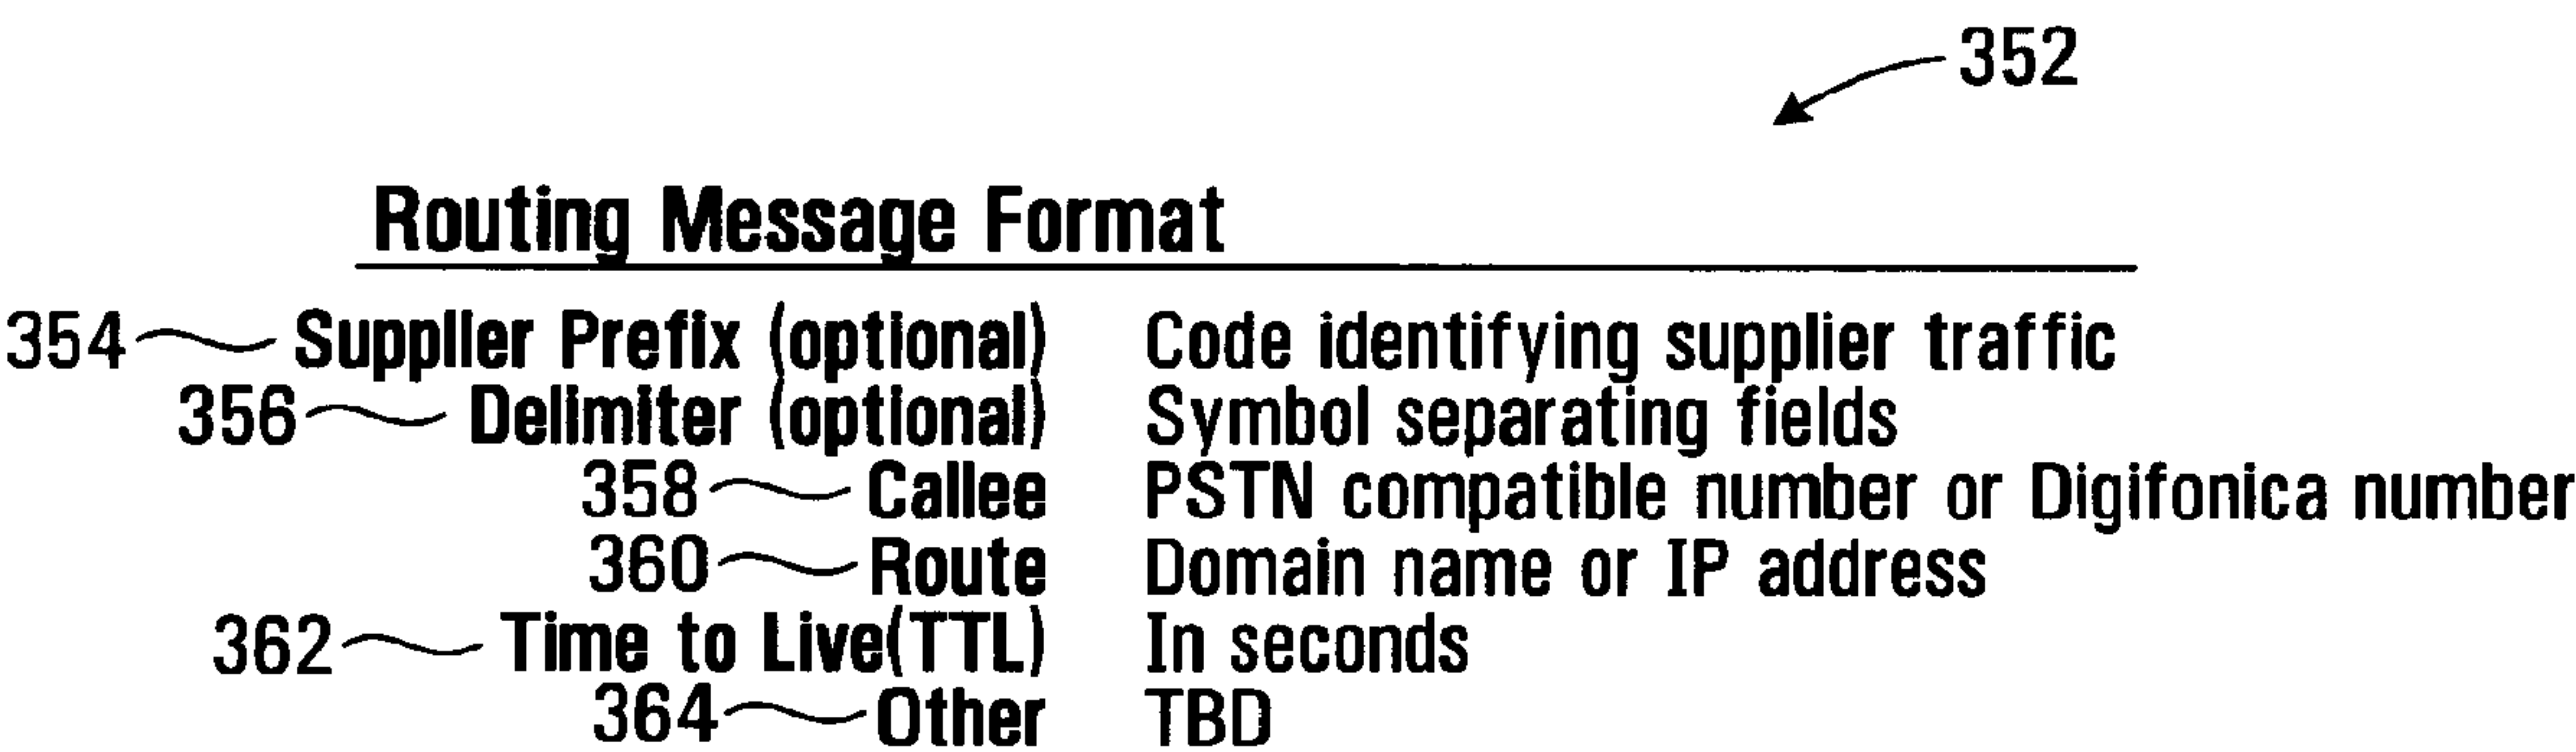 352
Routing Message Format
354 Supplier Prefix (optional) Code identifying supplier traffic
356 Delimiter (optional) Symbol separating fields
358 Callee PSTN compatible number or Digifonica number
360 Route Domain name or IP address
362 Time to Live(TTL) In seconds
364 Other TBD